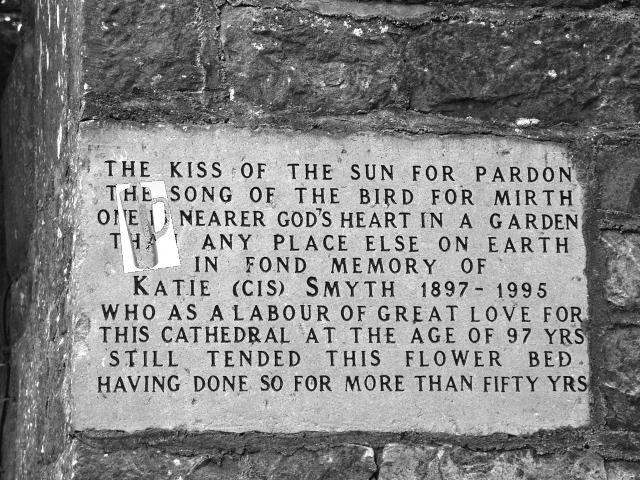 THE KISS OF THE SUN FOR PARDON
THE SONG OF THE BIRD FOR MIRTH
ONE NEARER GOD'S HEART IN A GARDEN
ANY PLACE ELSE ON EARTH
IN FOND MEMORY OF
KATIE (CIS) SMYTH 1897-1995
WHO AS A LABOUR OF GREAT LOVE FOR
THIS CATHEDRAL AT THE AGE OF 97 YRS
STILL TENDED THIS FLOWER BED
HAVING DONE SO FOR MORE THAN FIFTY YRS